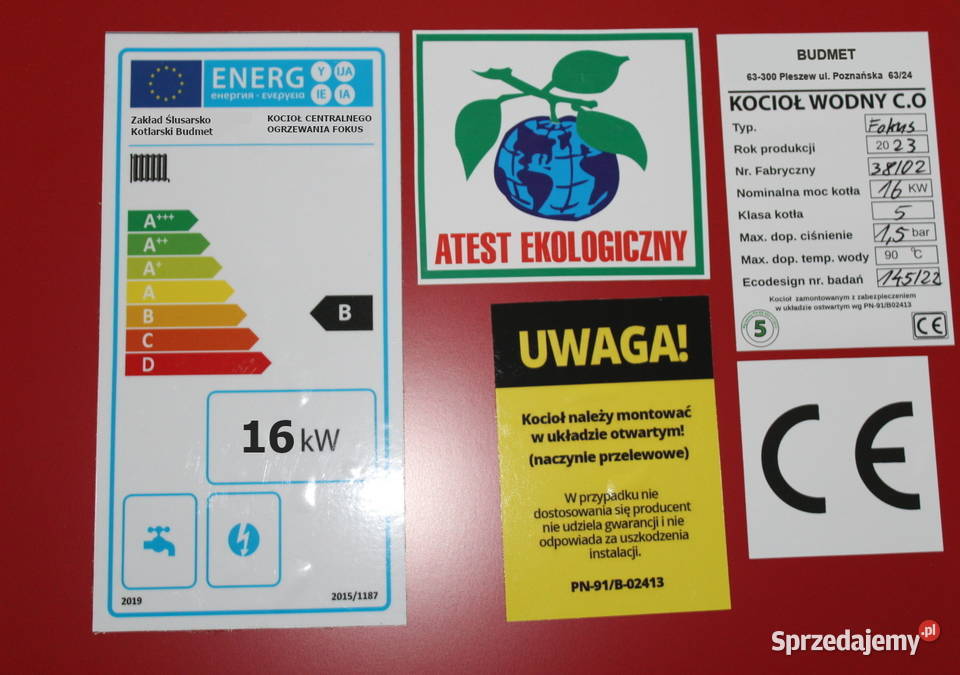 ENERG Y IJA IE IA
енергия · ενεργεια
Zakład Ślusarsko
Kotlarski Budmet
KOCIOŁ CENTRALNEGO
OGRZEWANIA FOKUS
A+++
A++
A+
A
B
C
D
B
16 kW
2019
2015/1187
ATEST EKOLOGICZNY
UWAGA!
Kocioł należy montować
w układzie otwartym!
(naczynie przelewowe)
W przypadku nie
dostosowania się producent
nie udziela gwarancji i nie
odpowiada za uszkodzenia
instalacji.
PN-91/B-02413
BUDMET
63-300 Pleszew ul. Poznańska 63/24
KOCIOŁ WODNY C.O
Typ. Fokus
Rok produkcji 2023
Nr. Fabryczny 38/02
Nominalna moc kotła 16 KW
Klasa kotła 5
Max. dop. ciśnienie 1,5 bar
Max. dop. temp. wody 90 °C
Ecodesign nr. badań 145/22
Kocioł zamontowanym z zabezpieczeniem
w układzie ostwartym wg PN-91/B02413
5
CE
CE
Sprzedajemy.pl